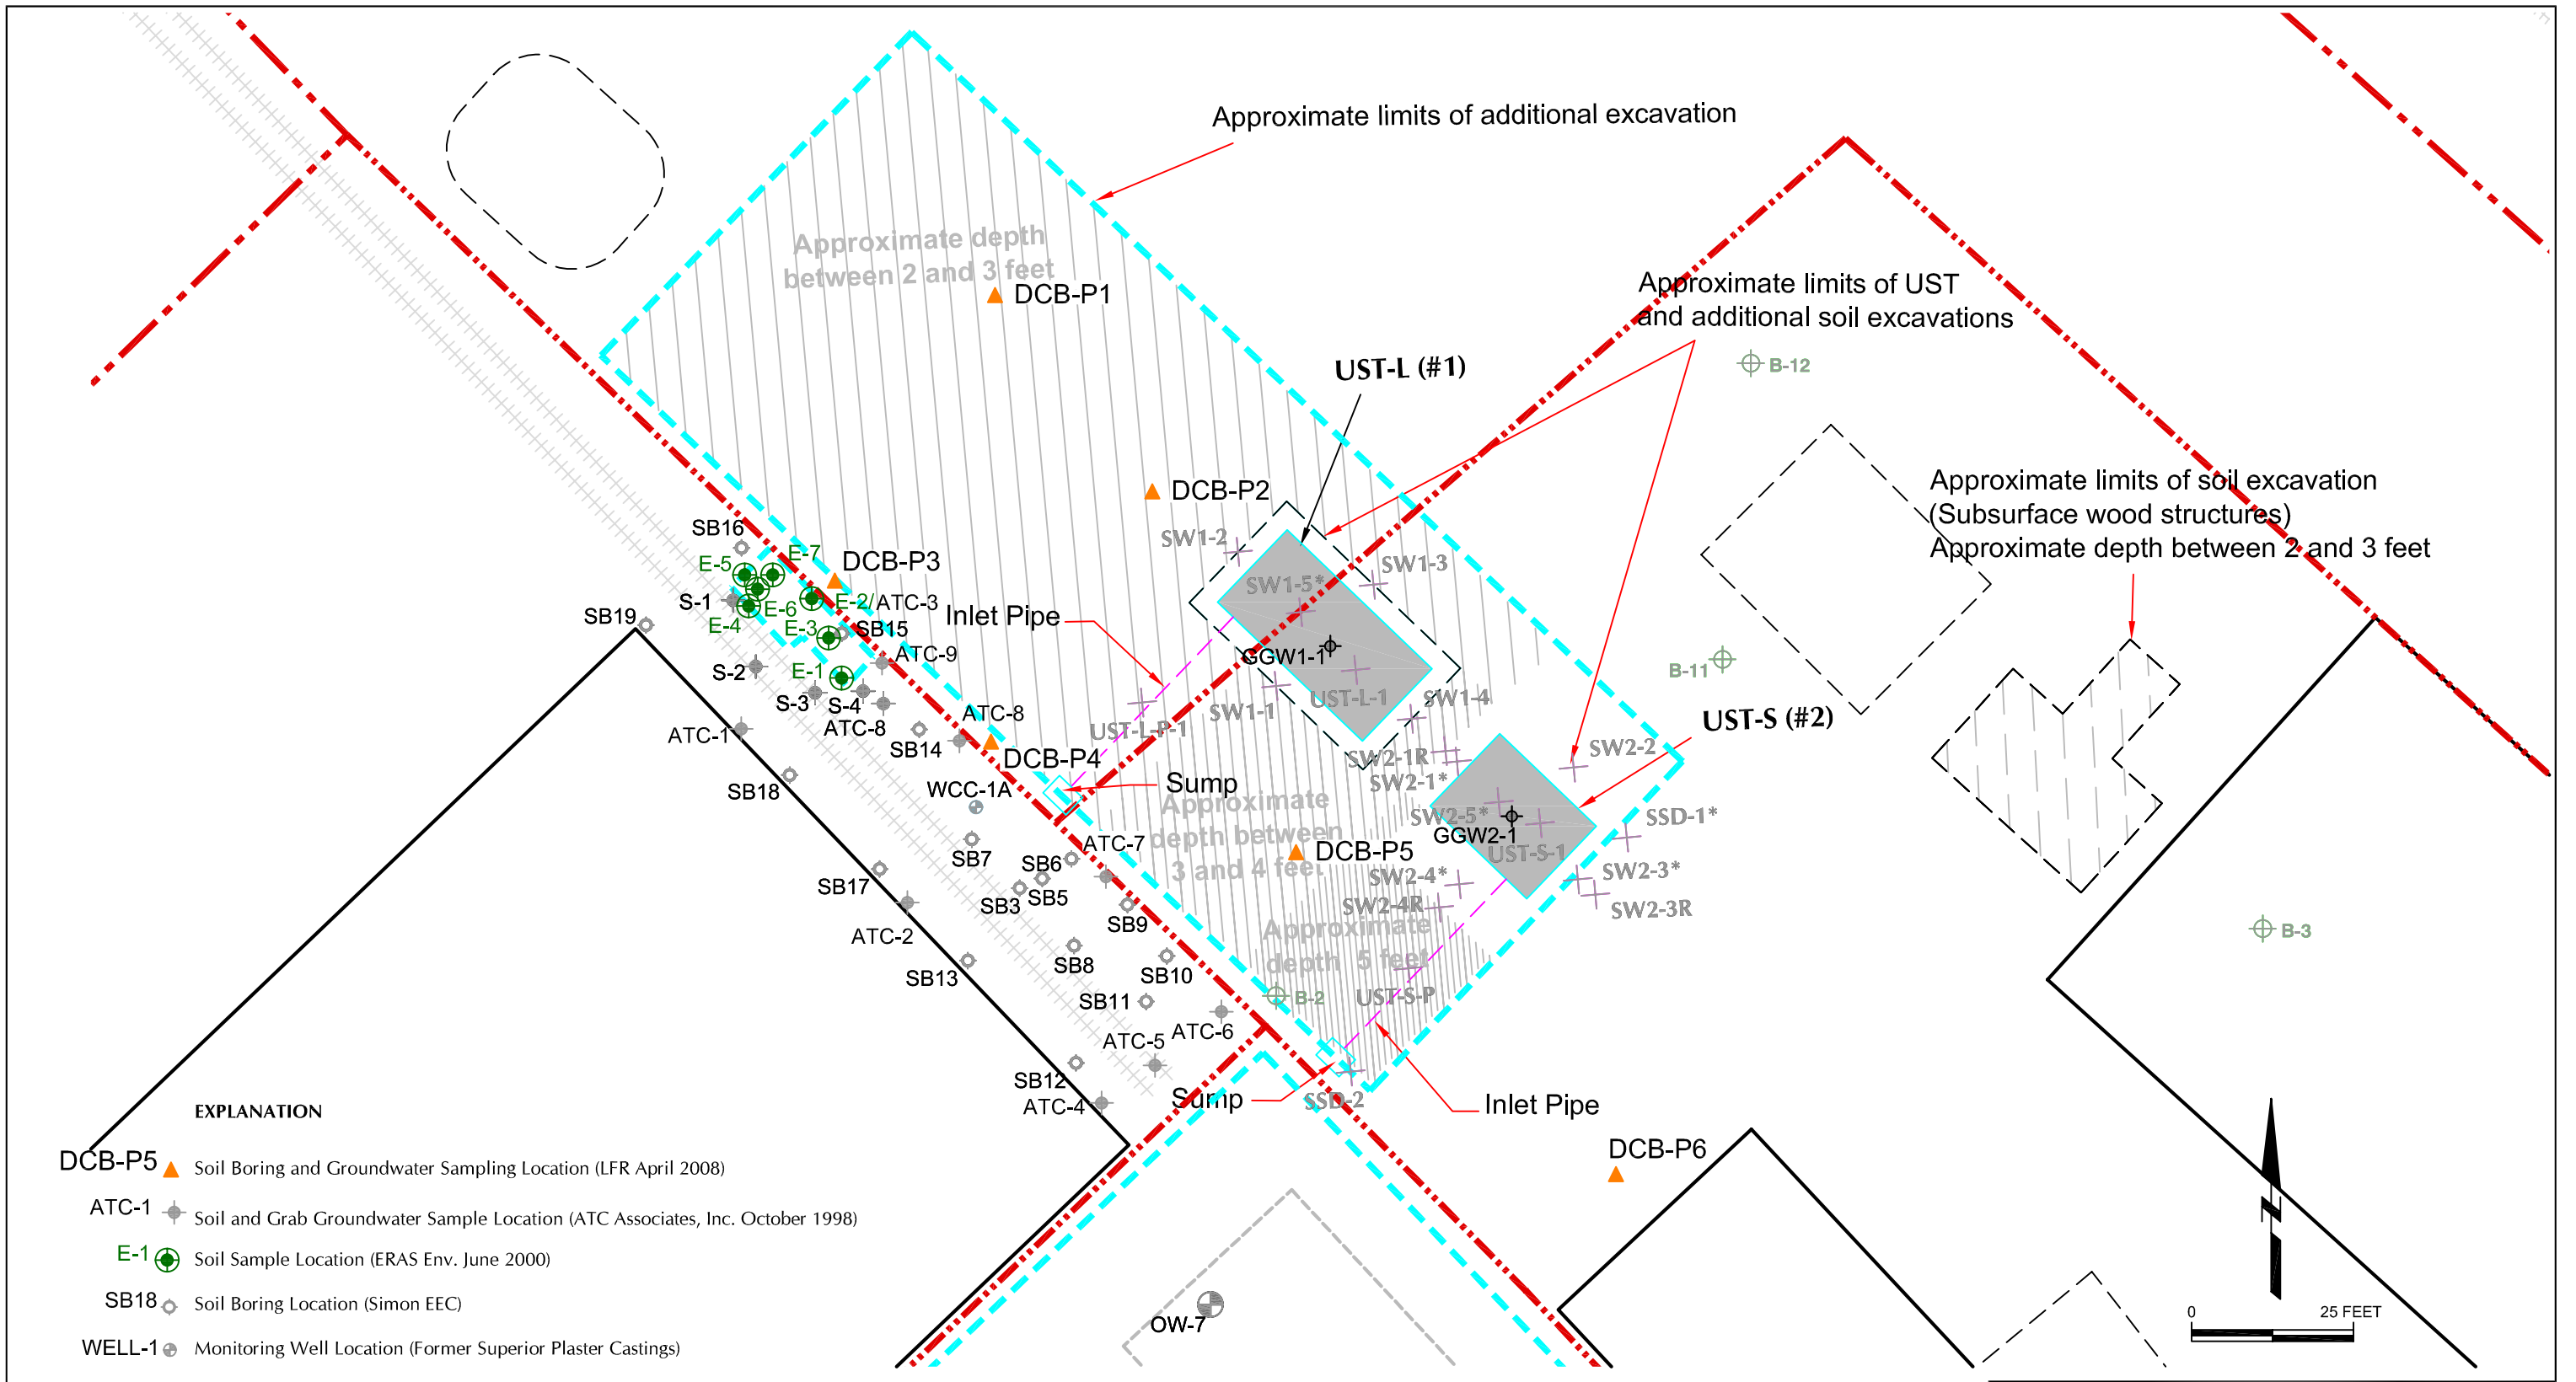 Approximate limits of additional excavation
Approximate depth
between 2 and 3 feet
DCB-P1
Approximate limits of UST
and additional soil excavations
UST-L (#1)
B-12
Approximate limits of soil excavation
(Subsurface wood structures)
Approximate depth between 2 and 3 feet
DCB-P2
SW1-2
SW1-3
SW1-5*
SB16
E-7
E-5
DCB-P3
S-1
E-6
E-2/ATC-3
E-4
E-3
SB15
SB19
Inlet Pipe
GGW1-1
ATC-9
S-2
E-1
B-11
UST-L-1
SW1-4
SW1-1
S-3
S-4
ATC-8
ATC-8
UST-L-P-1
UST-S (#2)
ATC-1
SB14
SW2-2
DCB-P4
SW2-1R
SW2-1*
Sump
SB18
WCC-1A
Approximate
depth between
3 and 4 feet
SW2-5*
GGW2-1
SSD-1*
ATC-7
SB7
SB6
DCB-P5
UST-S-1
SW2-4*
SW2-3*
SB17
SB3
SB5
SW2-4R
SW2-3R
SB9
Approximate
depth 5 feet
ATC-2
B-3
SB8
SB13
SB10
SB11
B-2
UST-S-P
ATC-6
ATC-5
SB12
ATC-4
Sump
SSD-2
Inlet Pipe
DCB-P6
OW-7
0
25 FEET
EXPLANATION
DCB-P5 Soil Boring and Groundwater Sampling Location (LFR April 2008)
ATC-1 Soil and Grab Groundwater Sample Location (ATC Associates, Inc. October 1998)
E-1 Soil Sample Location (ERAS Env. June 2000)
SB18 Soil Boring Location (Simon EEC)
WELL-1 Monitoring Well Location (Former Superior Plaster Castings)